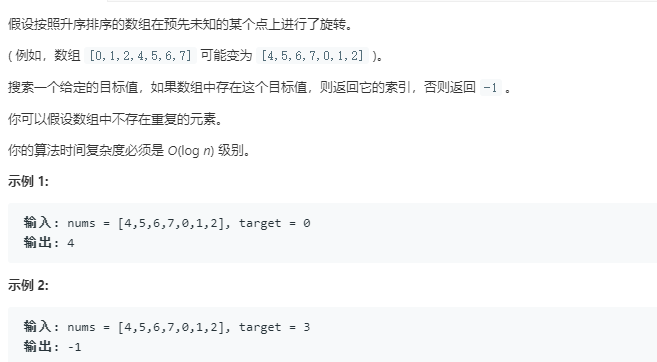 假设按照升序排序的数组在预先未知的某个点上进行了旋转。
( 例如，数组 [0,1,2,4,5,6,7] 可能变为 [4,5,6,7,0,1,2] )。
搜索一个给定的目标值，如果数组中存在这个目标值，则返回它的索引，否则返回 -1 。
你可以假设数组中不存在重复的元素。
你的算法时间复杂度必须是 O(log n) 级别。
示例 1:
输入: nums = [4,5,6,7,0,1,2], target = 0
输出: 4
示例 2:
输入: nums = [4,5,6,7,0,1,2], target = 3
输出: -1